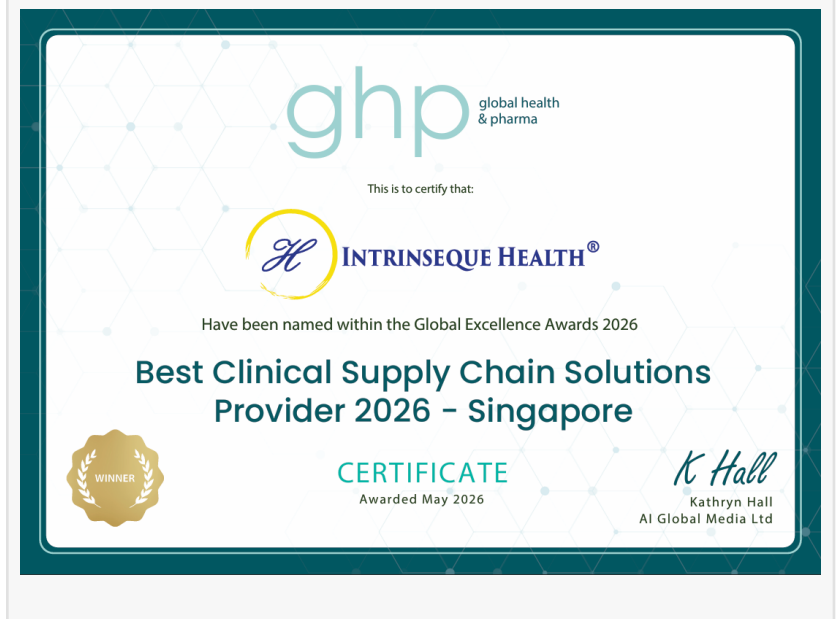 ghp
global health
& pharma
This is to certify that:
H INTRINSEQUE HEALTH®
Have been named within the Global Excellence Awards 2026
Best Clinical Supply Chain Solutions
Provider 2026 - Singapore
WINNER
CERTIFICATE
Awarded May 2026
K Hall
Kathryn Hall
AI Global Media Ltd